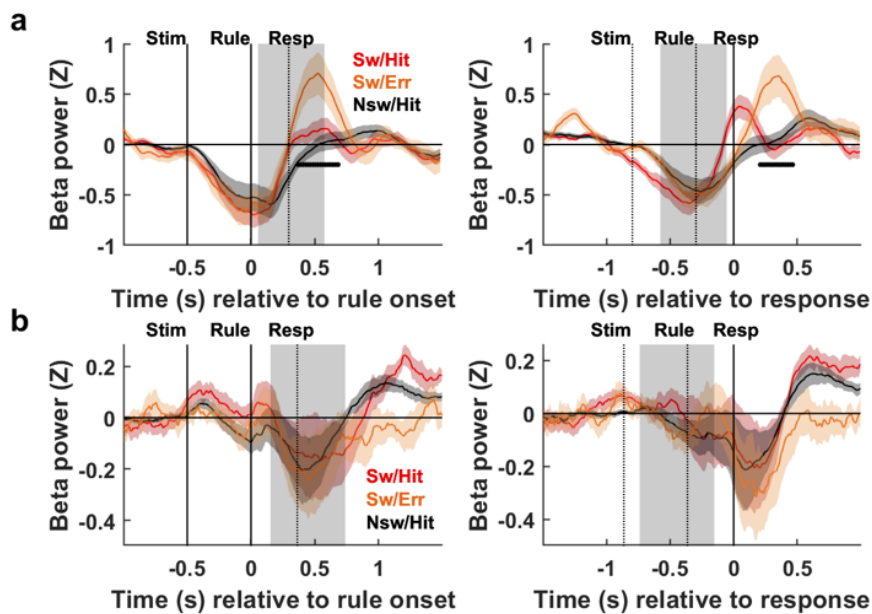 a
Stim Rule Resp
Sw/Hit
Sw/Err
Nsw/Hit
Beta power (Z)
1
0.5
0
-0.5
-1
-0.5 0 0.5 1
Time (s) relative to rule onset
Stim Rule Resp
Beta power (Z)
1
0.5
0
-0.5
-1
-1 -0.5 0 0.5
Time (s) relative to response
b
Stim Rule Resp
Beta power (Z)
0.2
0
-0.2
-0.4
Sw/Hit
Sw/Err
Nsw/Hit
-0.5 0 0.5 1
Time (s) relative to rule onset
Stim Rule Resp
Beta power (Z)
0.2
0
-0.2
-0.4
-1 -0.5 0 0.5
Time (s) relative to response